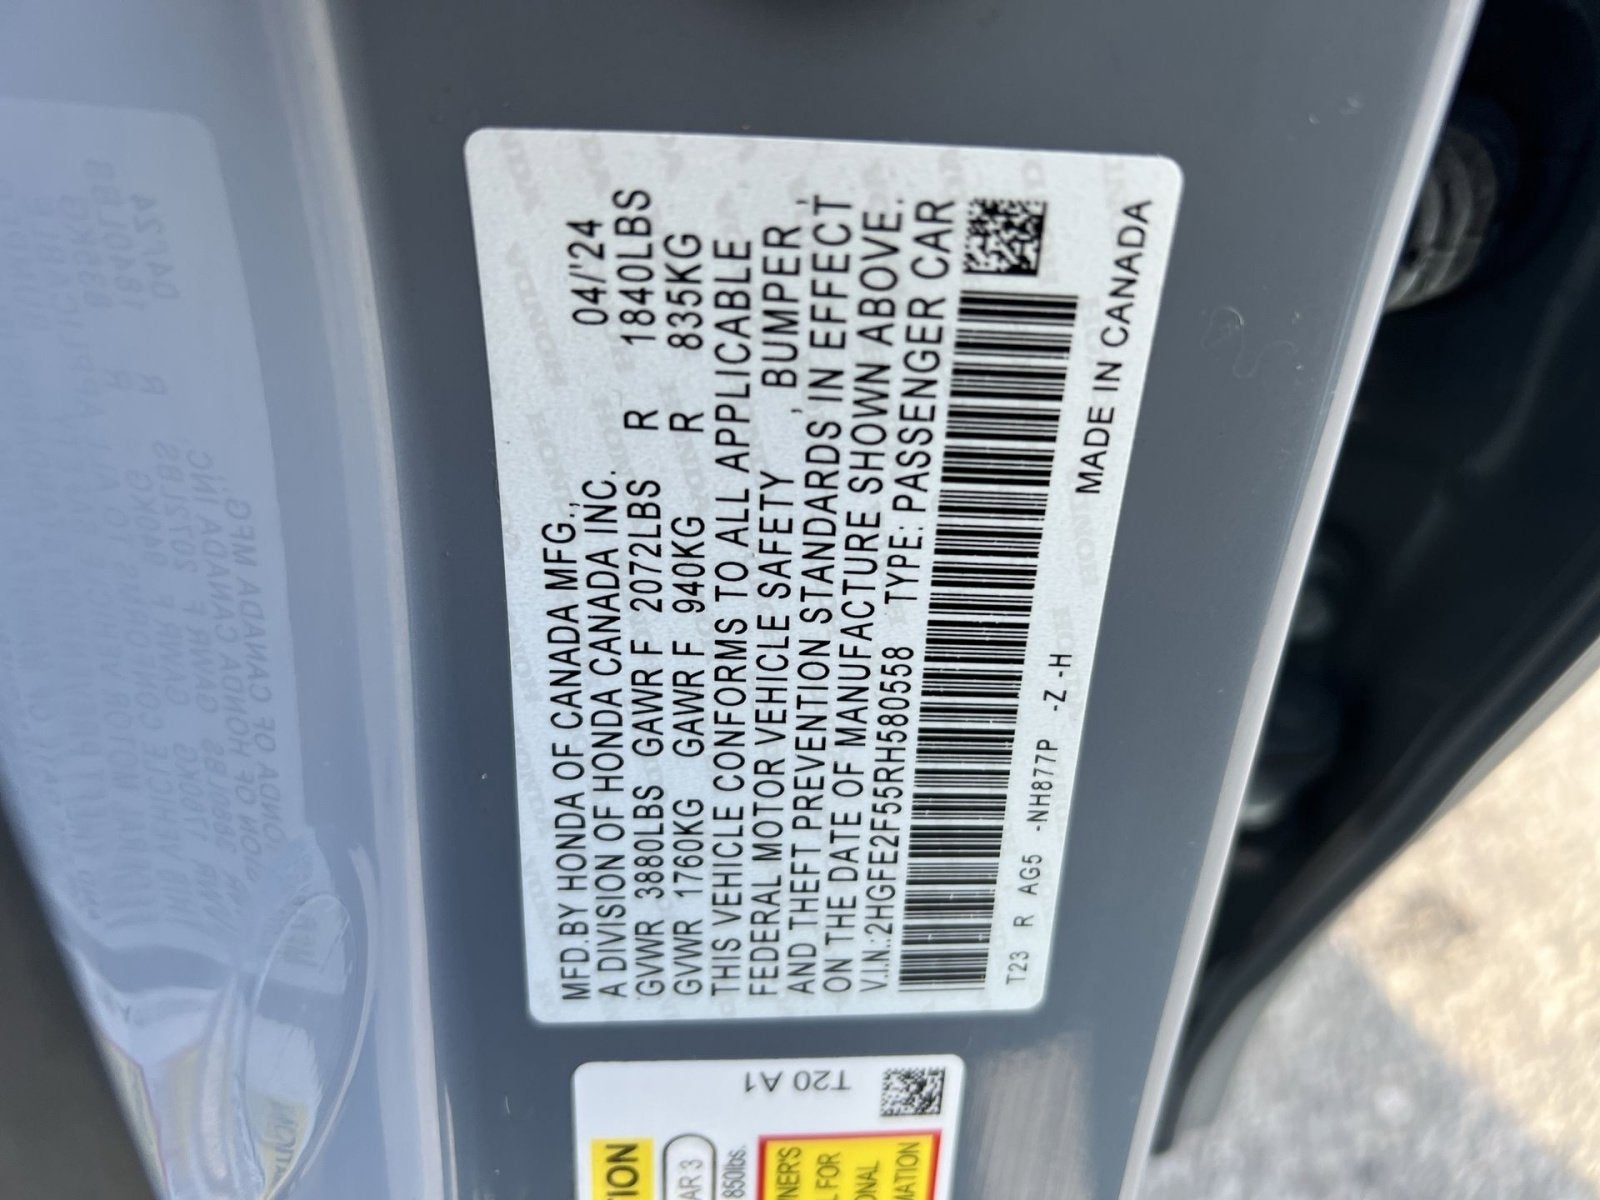 MFD.BY HONDA OF CANADA MFG.,
A DIVISION OF HONDA CANADA INC. 04/'24
GVWR 3880LBS GAWR F 2072LBS R 1840LBS
GVWR 1760KG GAWR F 940KG R 835KG
THIS VEHICLE CONFORMS TO ALL APPLICABLE
FEDERAL MOTOR VEHICLE SAFETY , BUMPER,
AND THEFT PREVENTION STANDARDS IN EFFECT
ON THE DATE OF MANUFACTURE SHOWN ABOVE.
V.I.N.:2HGFE2F55RH580558 TYPE: PASSENGER CAR
T23 R AG5 -NH877P -Z -H MADE IN CANADA
T20 A1
850lbs.